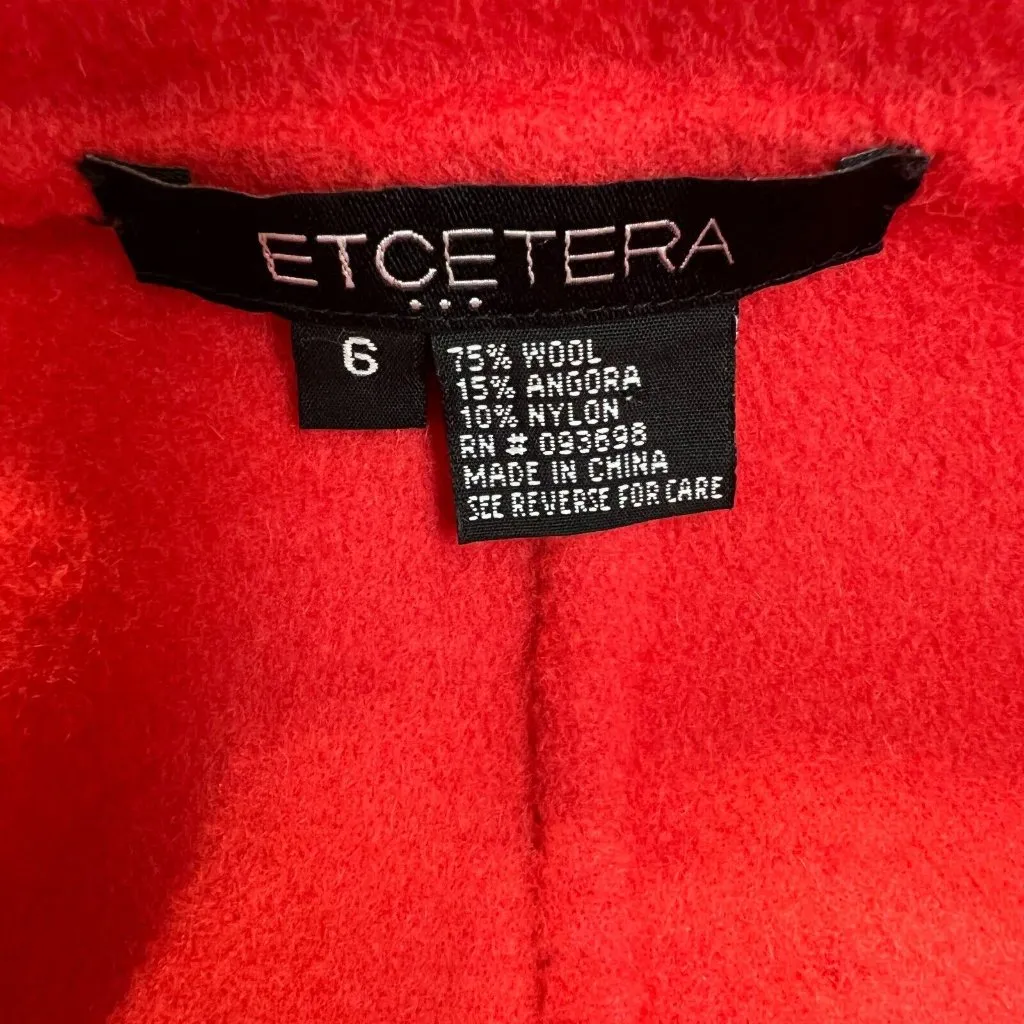 ETCETERA
...
6
75% WOOL
15% ANGORA
10% NYLON
RN # 093698
MADE IN CHINA
SEE REVERSE FOR CARE